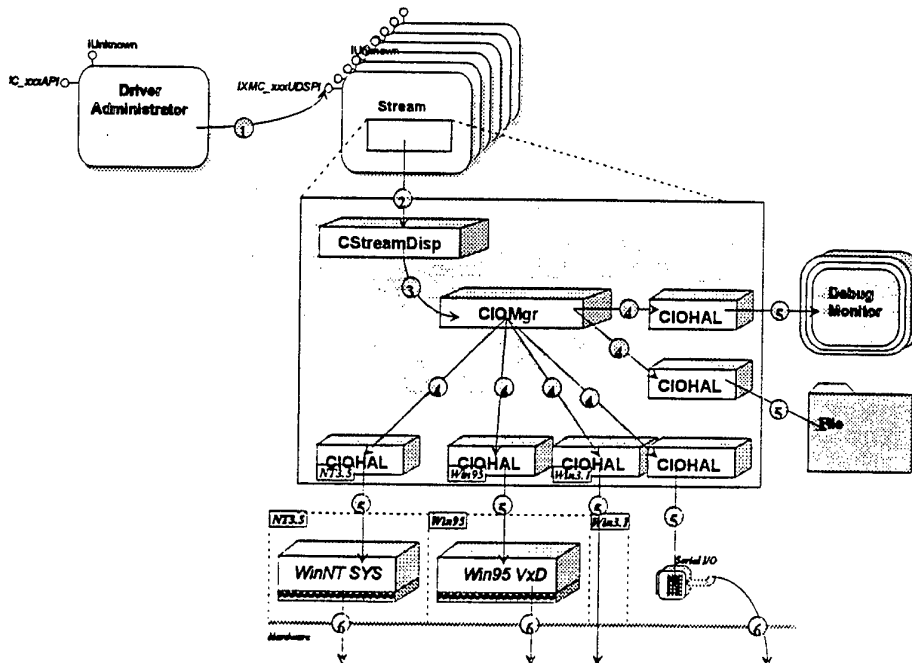 IUnknown
IUnknown
IC_xxxAPI
IXMC_xxxUDSPI
Driver
Administrator
Stream
1
2
CStreamDisp
3
CIOMgr
4
CIOHAL
5
Debug
Monitor
4
CIOHAL
5
File
4
4
4
4
CIOHAL
NT3.5
CIOHAL
Win95
CIOHAL
Win3.1
CIOHAL
5
5
5
5
NT3.5
Win95
Win3.1
WinNT SYS
Win95 VxD
Serial I/O
6
6
6
Hardware